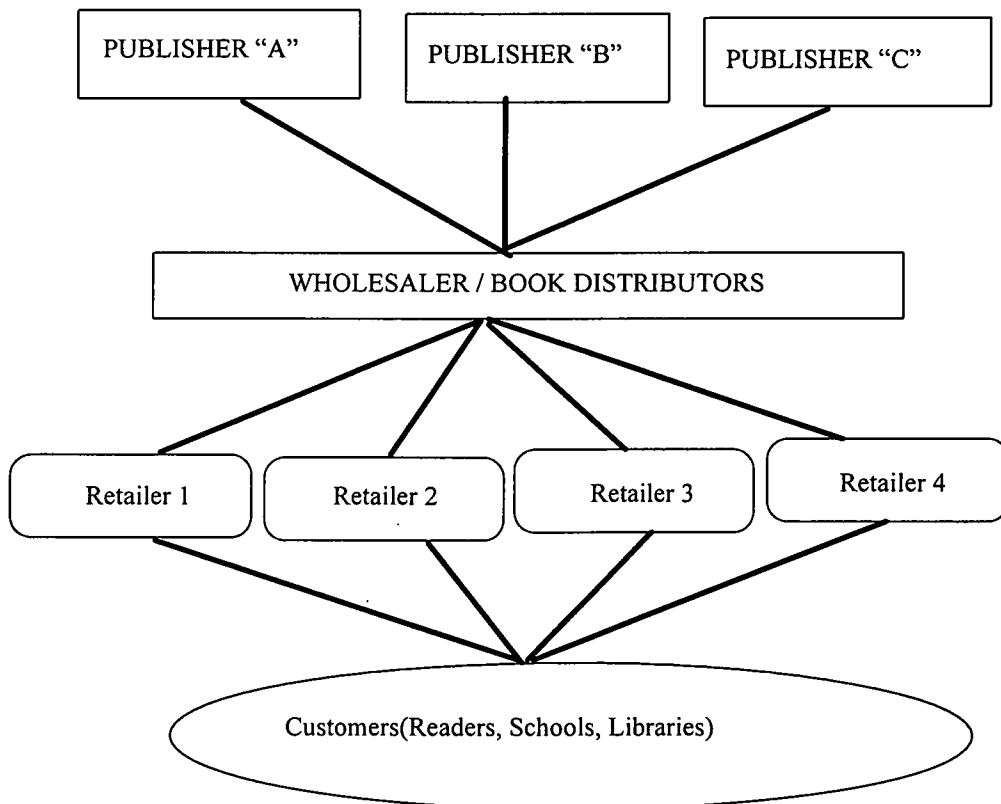 PUBLISHER “A”
PUBLISHER “B”
PUBLISHER “C”
WHOLESALER / BOOK DISTRIBUTORS
Retailer 1
Retailer 2
Retailer 3
Retailer 4
Customers(Readers, Schools, Libraries)